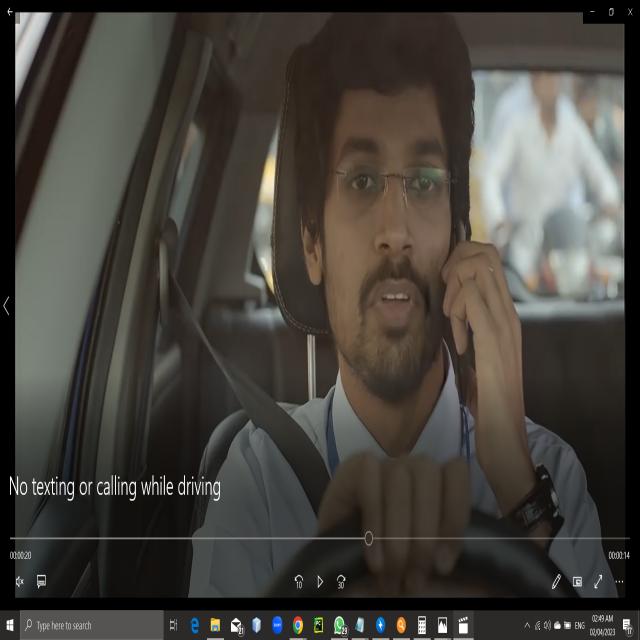 No texting or calling while driving
00:00:20
00:00:14
10
30
Type here to search
ENG
02:49 AM
02/04/2023